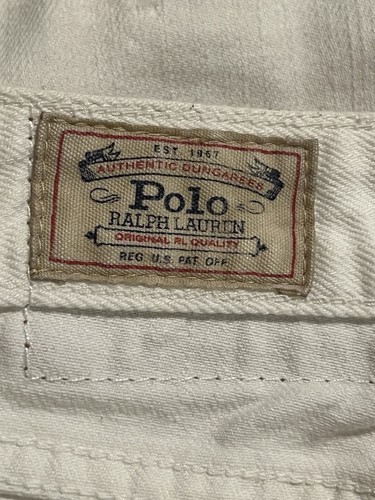 EST. 1967
AUTHENTIC DUNGAREES
Polo
RALPH LAUREN
ORIGINAL RL QUALITY
REG. U.S. PAT. OFF.